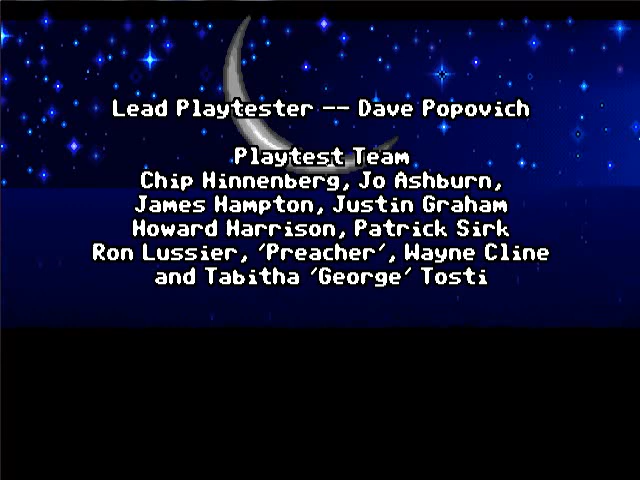 Lead Playtester -- Dave Popovich
Playtest Team
Chip Hinnenberg, Jo Ashburn,
James Hampton, Justin Graham
Howard Harrison, Patrick Sirk
Ron Lussier, 'Preacher', Wayne Cline
and Tabitha 'George' Tosti